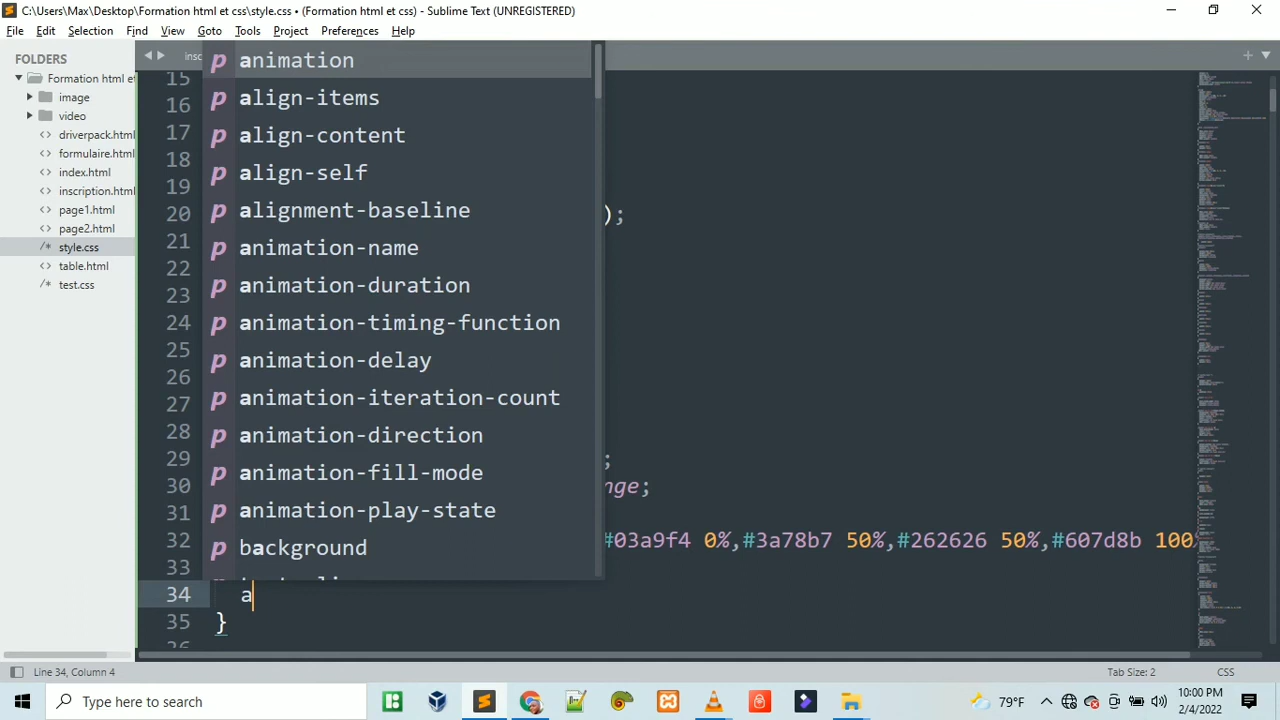 C:\Users\Max\Desktop\Formation html et css\style.css • (Formation html et css) - Sublime Text (UNREGISTERED)
File Edit Selection Find View Goto Tools Project Preferences Help
FOLDERS
Formation html et
image
video
driverpack.html
formulaire.html
index.html
inscription.html
page1.html
page2.html
style.css
table.html
test.css
insc
p animation
p align-items
p align-content
p align-self
p alignment-baseline
p animation-name
p animation-duration
p animation-timing-function
p animation-delay
p animation-iteration-count
p animation-direction
p animation-fill-mode
p animation-play-state
p background
15
16
17
18
19
20 );
21
22
23
24
25
26
27
28
29 ;
30 nge;
31
32 #03a9f4 0%,#3a78b7 50%,#262626 50%,#607d8b 100
33
34 a
35 }
Line 34, Column 4
Tab Size: 2
CSS
Type here to search
79°F
10:00 PM
2/4/2022